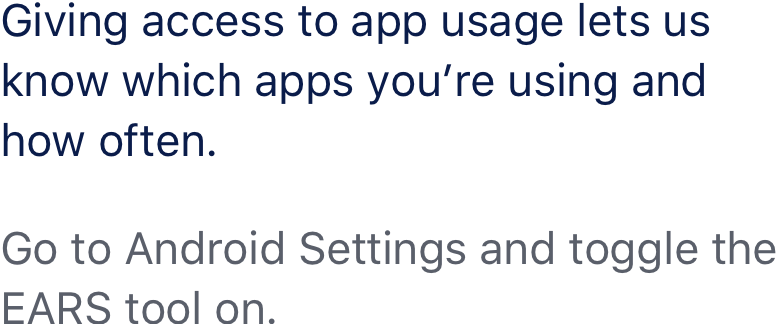 Giving access to app usage lets us
know which apps you’re using and
how often.
Go to Android Settings and toggle the
EARS tool on.